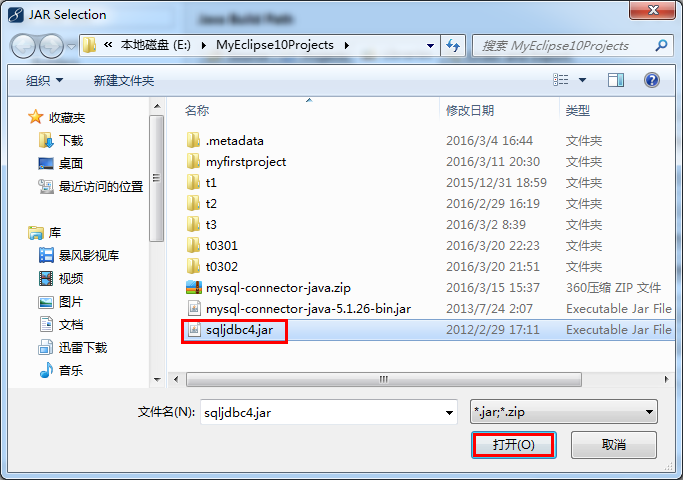 JAR Selection
Java Build Path
« 本地磁盘 (E:) ▸ MyEclipse10Projects ▸
搜索 MyEclipse10Projects
组织 新建文件夹
名称 修改日期 类型
收藏夹
下载
桌面
最近访问的位置
库
暴风影视库
视频
图片
文档
迅雷下载
音乐
.metadata 2016/3/4 16:44 文件夹
myfirstproject 2016/3/11 20:30 文件夹
t1 2015/12/31 18:59 文件夹
t2 2016/2/29 16:19 文件夹
t3 2016/3/2 8:39 文件夹
t0301 2016/3/20 22:23 文件夹
t0302 2016/3/20 21:51 文件夹
mysql-connector-java.zip 2016/3/15 15:37 360压缩 ZIP 文件
mysql-connector-java-5.1.26-bin.jar 2013/7/24 2:07 Executable Jar File
sqljdbc4.jar 2012/2/29 17:11 Executable Jar File
文件名(N): sqljdbc4.jar *.jar;*.zip
打开(O) 取消